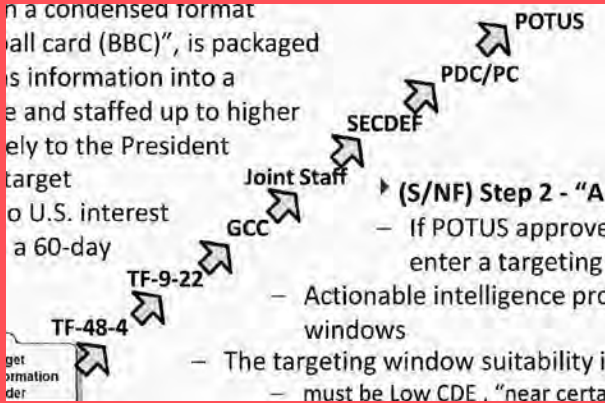 n a condensed format
ball card (BBC)", is packaged
s information into a
e and staffed up to higher
ely to the President
target
o U.S. interest
a 60-day
POTUS
PDC/PC
SECDEF
Joint Staff
GCC
TF-9-22
TF-48-4
get
ormation
der
(S/NF) Step 2 - "A
– If POTUS approve
enter a targeting
– Actionable intelligence pro
windows
– The targeting window suitability i
– must be Low CDE , "near certa